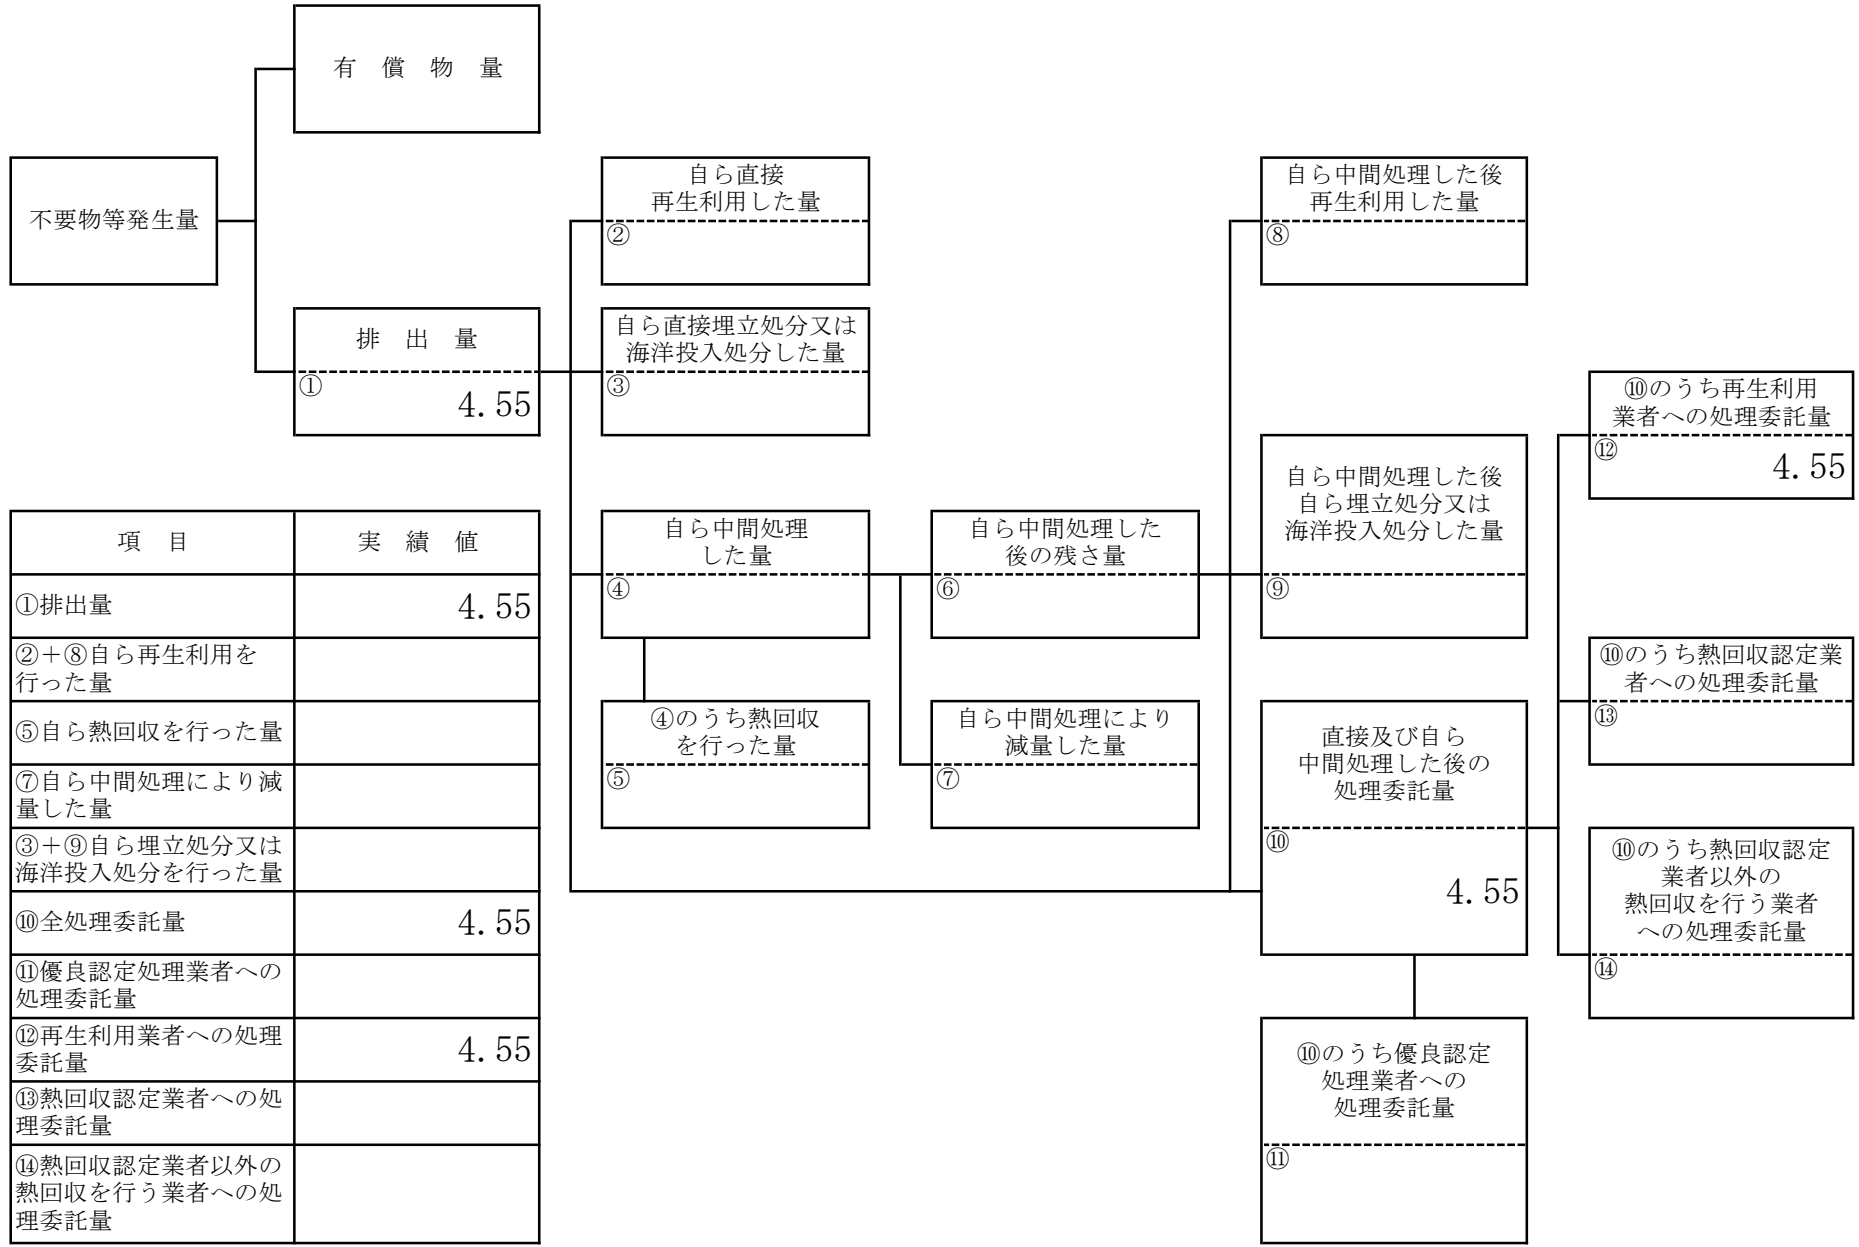 有　償　物　量
不要物等発生量
排　出　量
①
4.55
自ら直接
再生利用した量
②
自ら直接埋立処分又は
海洋投入処分した量
③
自ら中間処理
した量
④
④のうち熱回収
を行った量
⑤
自ら中間処理した
後の残さ量
⑥
自ら中間処理により
減量した量
⑦
自ら中間処理した後
再生利用した量
⑧
自ら中間処理した後
自ら埋立処分又は
海洋投入処分した量
⑨
直接及び自ら
中間処理した後の
処理委託量
⑩
4.55
⑩のうち優良認定
処理業者への
処理委託量
⑪
⑩のうち再生利用
業者への処理委託量
⑫
4.55
⑩のうち熱回収認定業
者への処理委託量
⑬
⑩のうち熱回収認定
業者以外の
熱回収を行う業者
への処理委託量
⑭
項　目　実　績　値
①排出量　4.55
②＋⑧自ら再生利用を
行った量
⑤自ら熱回収を行った量
⑦自ら中間処理により減
量した量
③＋⑨自ら埋立処分又は
海洋投入処分を行った量
⑩全処理委託量　4.55
⑪優良認定処理業者への
処理委託量
⑫再生利用業者への処理
委託量　4.55
⑬熱回収認定業者への処
理委託量
⑭熱回収認定業者以外の
熱回収を行う業者への処
理委託量